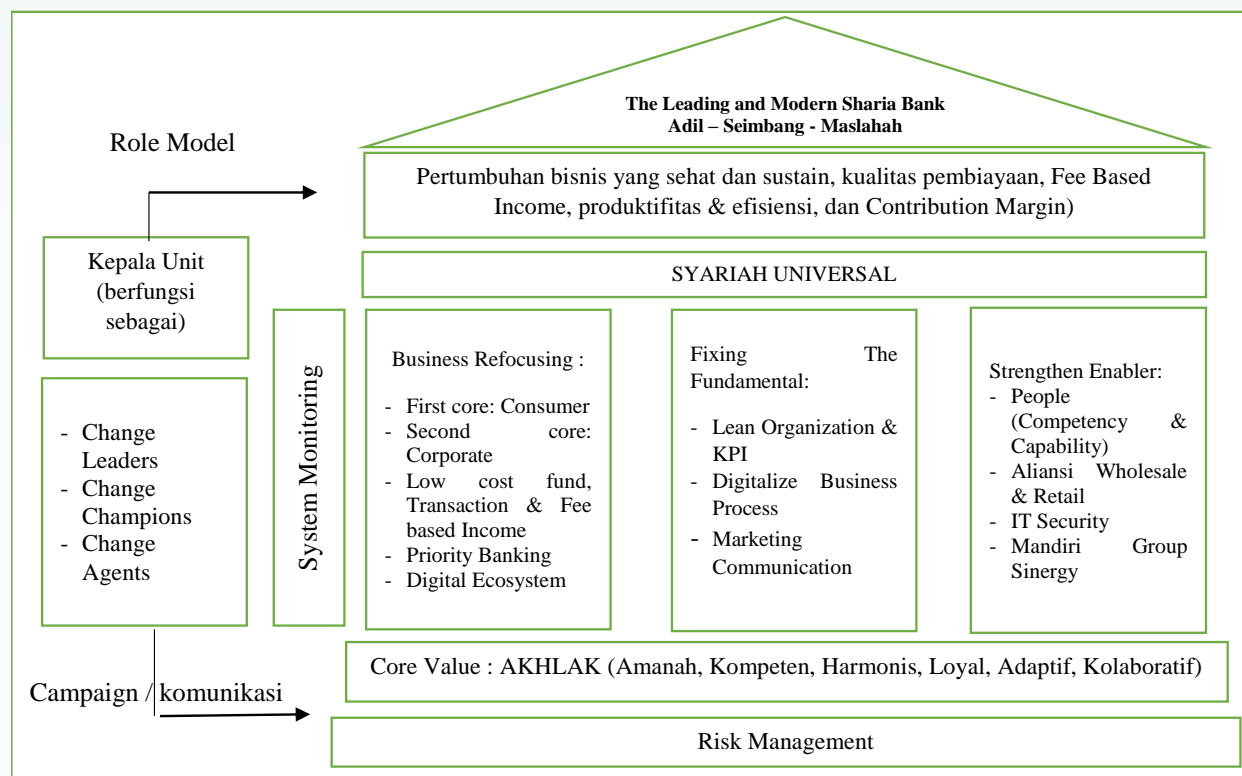 The Leading and Modern Sharia Bank
Adil – Seimbang - Maslahah
Role Model
Pertumbuhan bisnis yang sehat dan sustain, kualitas pembiayaan, Fee Based
Income, produktifitas & efisiensi, dan Contribution Margin)
Kepala Unit
(berfungsi
sebagai)
SYARIAH UNIVERSAL
- Change
Leaders
- Change
Champions
- Change
Agents
System Monitoring
Business Refocusing :
- First core: Consumer
- Second core:
Corporate
- Low cost fund,
Transaction & Fee
based Income
- Priority Banking
- Digital Ecosystem
Fixing The
Fundamental:
- Lean Organization &
KPI
- Digitalize Business
Process
- Marketing
Communication
Strengthen Enabler:
- People
(Competency &
Capability)
- Aliansi Wholesale
& Retail
- IT Security
- Mandiri Group
Sinergy
Core Value : AKHLAK (Amanah, Kompeten, Harmonis, Loyal, Adaptif, Kolaboratif)
Campaign / komunikasi
Risk Management